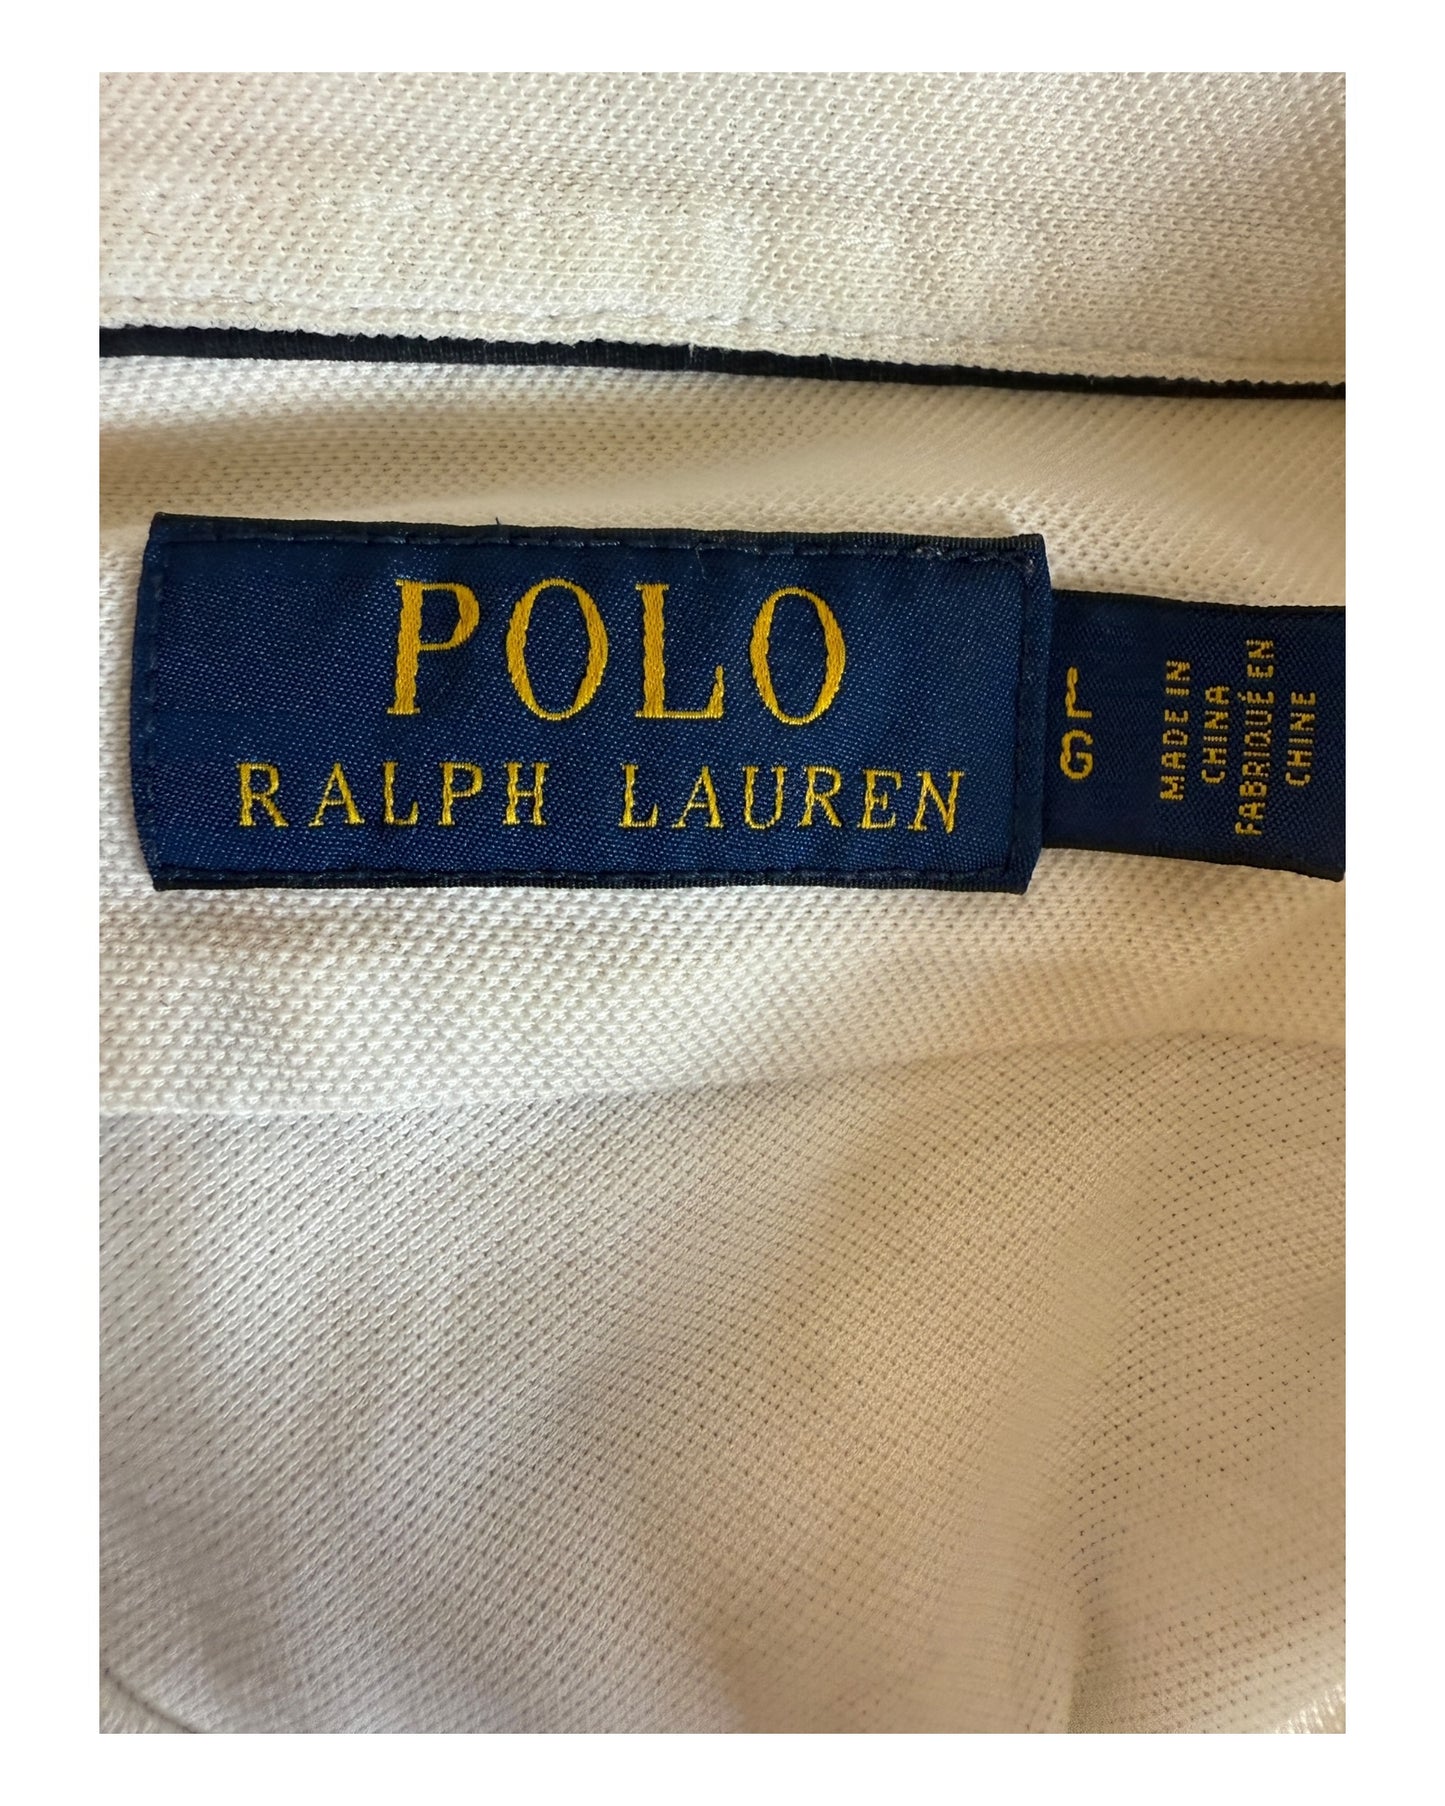 POLO
RALPH LAUREN
L
G
MADE IN
CHINA
FABRIQUÉ EN
CHINE